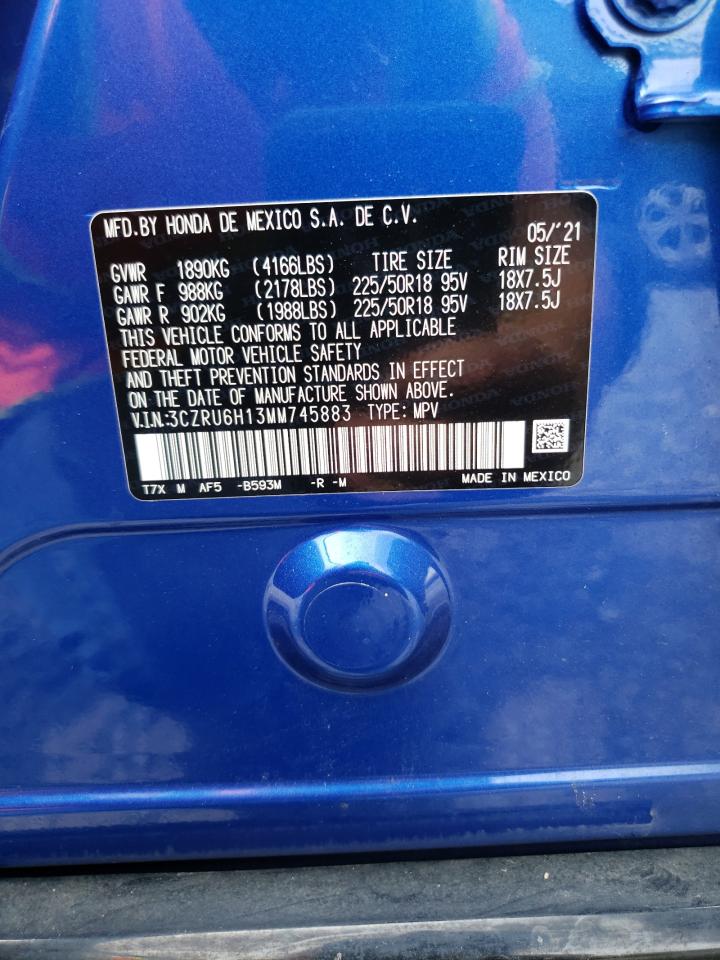 MFD.BY HONDA DE MEXICO S.A. DE C.V.
05/'21
GVWR 1890KG (4166LBS) TIRE SIZE RIM SIZE
GAWR F 988KG (2178LBS) 225/50R18 95V 18X7.5J
GAWR R 902KG (1988LBS) 225/50R18 95V 18X7.5J
THIS VEHICLE CONFORMS TO ALL APPLICABLE
FEDERAL MOTOR VEHICLE SAFETY
AND THEFT PREVENTION STANDARDS IN EFFECT
ON THE DATE OF MANUFACTURE SHOWN ABOVE.
V.I.N:3CZRU6H13MM745883 TYPE: MPV
T7X M AF5 -B593M -R -M MADE IN MEXICO